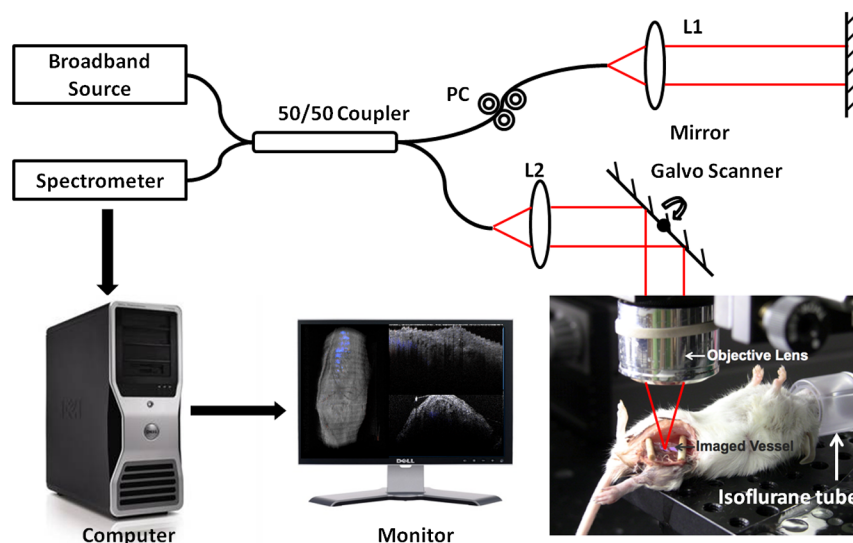 Broadband
Source
50/50 Coupler
PC
L1
Mirror
Spectrometer
L2
Galvo Scanner
Objective Lens
Imaged Vessel
Isoflurane tube
DELL
DELL
Computer
Monitor